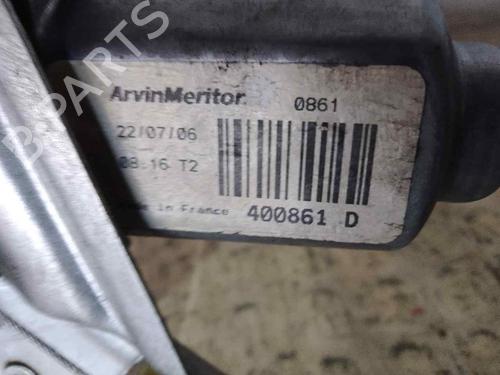 ArvinMeritor 0861
22/07/06
08:16 T2
in France 400861 D
B-PARTS